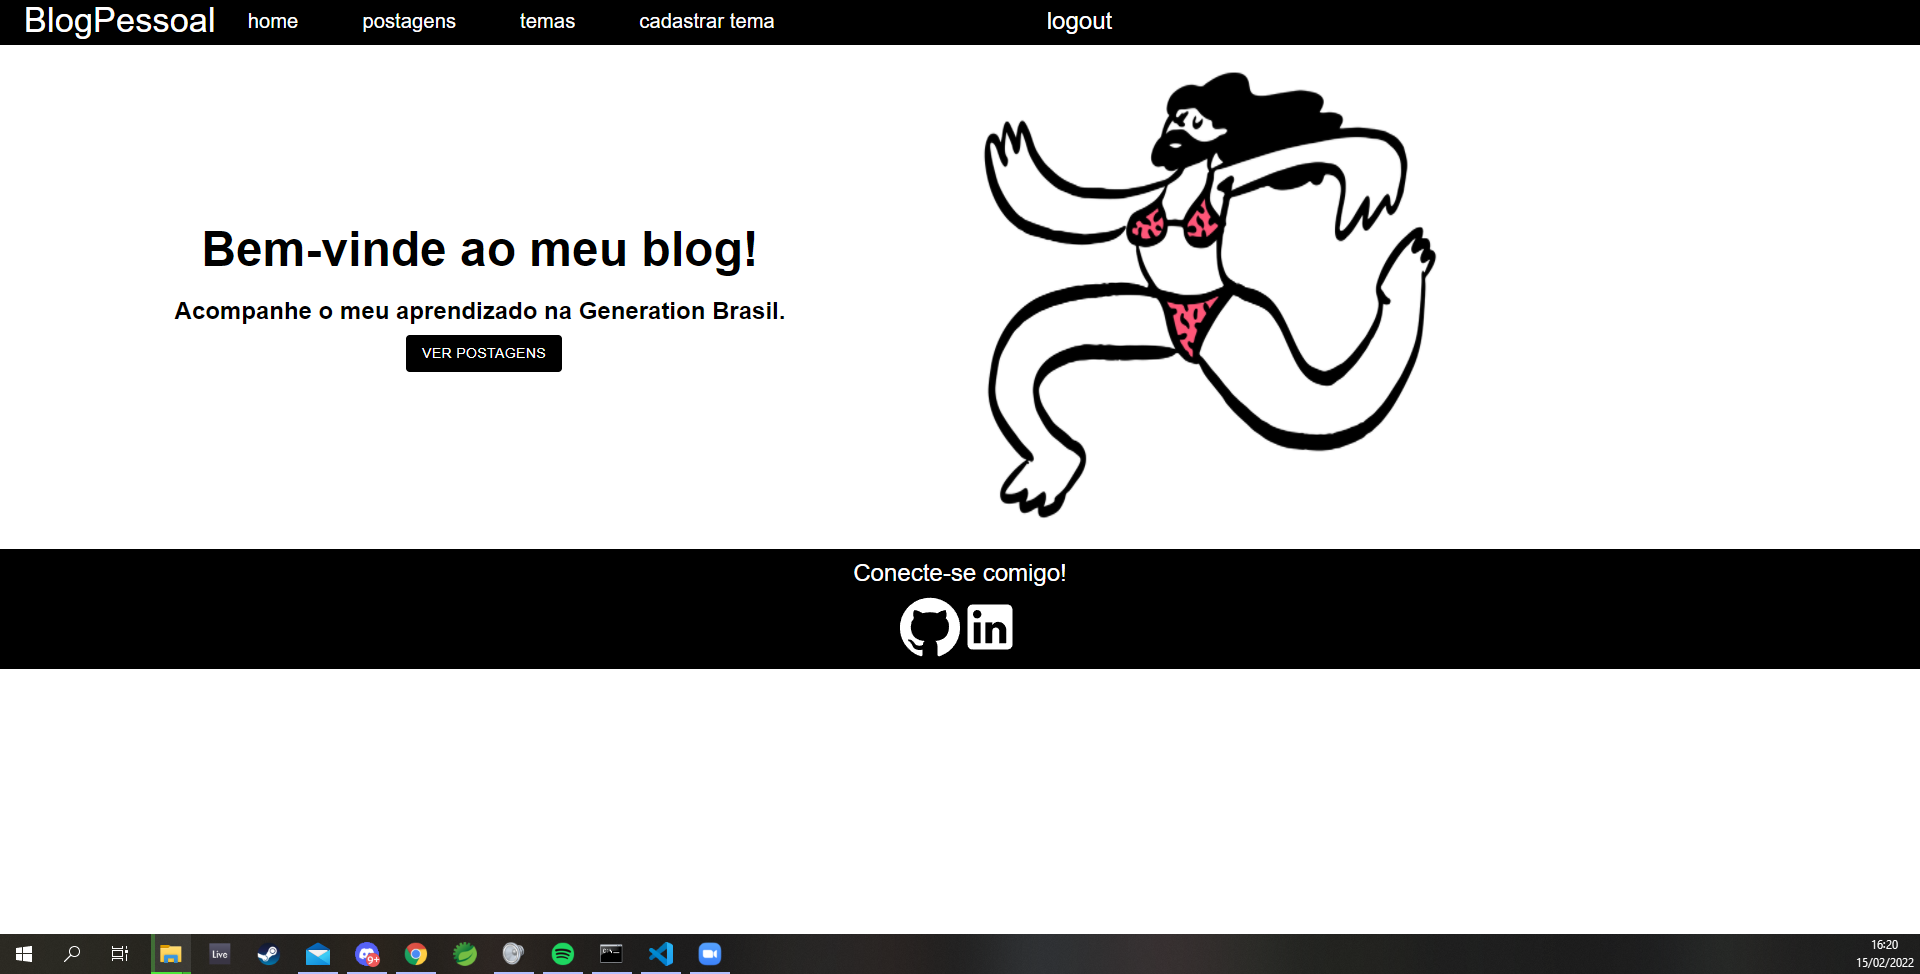 BlogPessoal home postagens temas cadastrar tema logout
Bem-vinde ao meu blog!
Acompanhe o meu aprendizado na Generation Brasil.
VER POSTAGENS
Conecte-se comigo!
in
Live
9+
16:20
15/02/2022